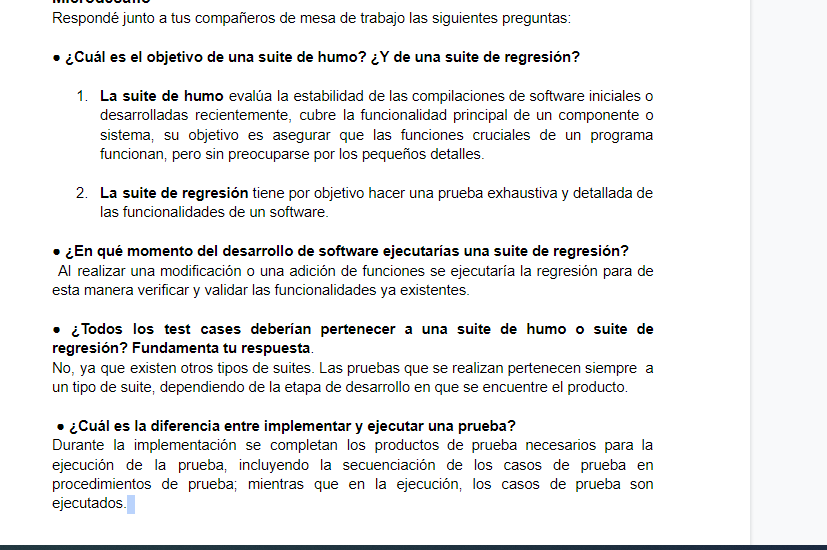 Respondé junto a tus compañeros de mesa de trabajo las siguientes preguntas:
● ¿Cuál es el objetivo de una suite de humo? ¿Y de una suite de regresión?
1. La suite de humo evalúa la estabilidad de las compilaciones de software iniciales o
desarrolladas recientemente, cubre la funcionalidad principal de un componente o
sistema, su objetivo es asegurar que las funciones cruciales de un programa
funcionan, pero sin preocuparse por los pequeños detalles.
2. La suite de regresión tiene por objetivo hacer una prueba exhaustiva y detallada de
las funcionalidades de un software.
● ¿En qué momento del desarrollo de software ejecutarías una suite de regresión?
Al realizar una modificación o una adición de funciones se ejecutaría la regresión para de
esta manera verificar y validar las funcionalidades ya existentes.
● ¿Todos los test cases deberían pertenecer a una suite de humo o suite de
regresión? Fundamenta tu respuesta.
No, ya que existen otros tipos de suites. Las pruebas que se realizan pertenecen siempre a
un tipo de suite, dependiendo de la etapa de desarrollo en que se encuentre el producto.
● ¿Cuál es la diferencia entre implementar y ejecutar una prueba?
Durante la implementación se completan los productos de prueba necesarios para la
ejecución de la prueba, incluyendo la secuenciación de los casos de prueba en
procedimientos de prueba; mientras que en la ejecución, los casos de prueba son
ejecutados.